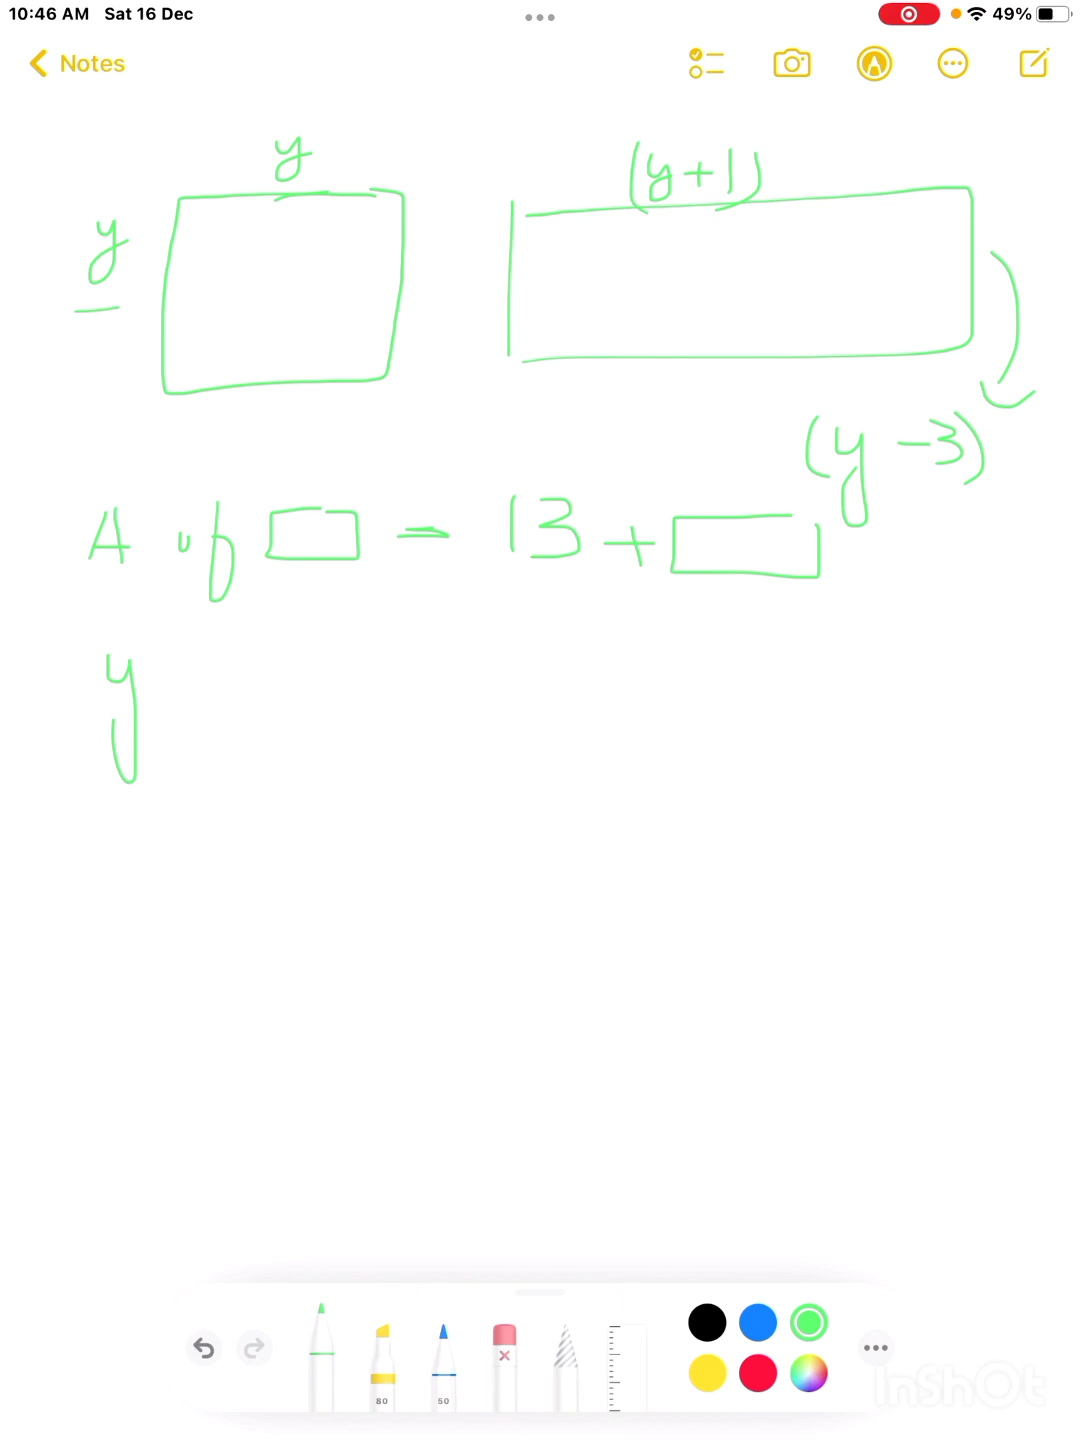 10:46 AM Sat 16 Dec
49%
Notes
y
(y+1)
y
(y-3)
A of = 13 +
y
80
50
InShOt